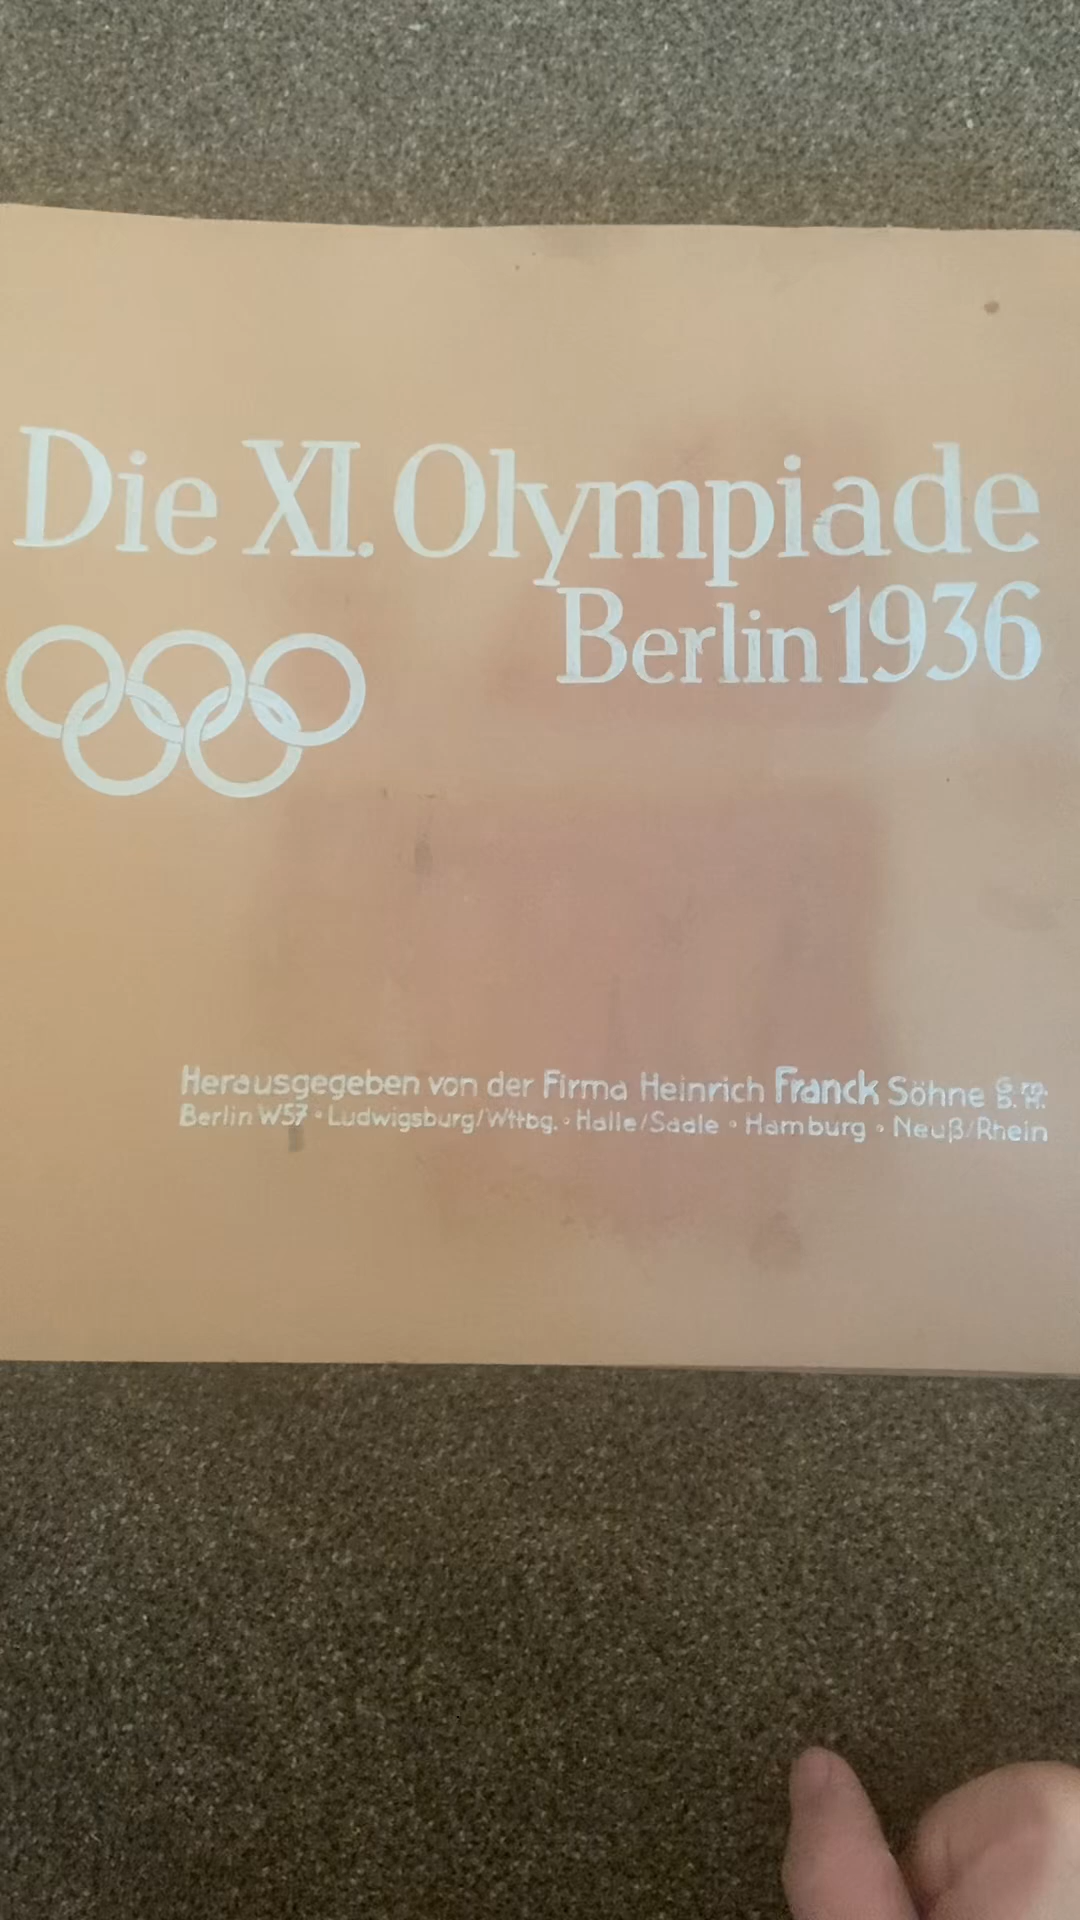 Die XI. Olympiade
Berlin 1936
Herausgegeben von der Firma Heinrich Franck Söhne G.m.b.H.
Berlin W57 • Ludwigsburg/Wttbg. • Halle/Saale • Hamburg • Neuß/Rhein